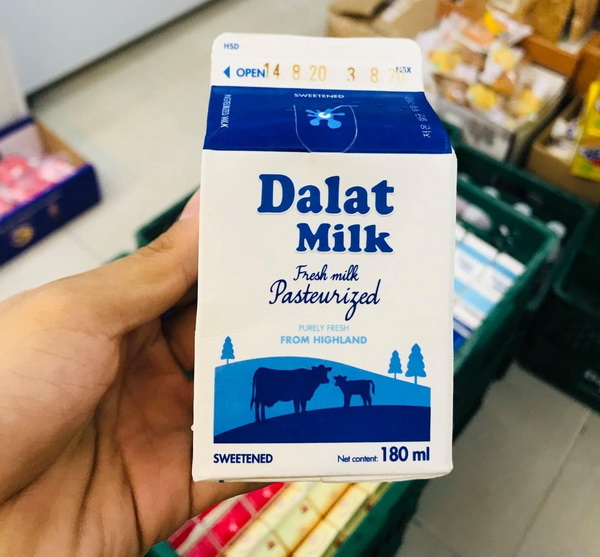 HSD
OPEN 14 8 20 3 8 20 NSX
SWEETENED
Dalat
Milk
Fresh milk
Pasteurized
PURELY FRESH
FROM HIGHLAND
SWEETENED
Net content: 180 ml